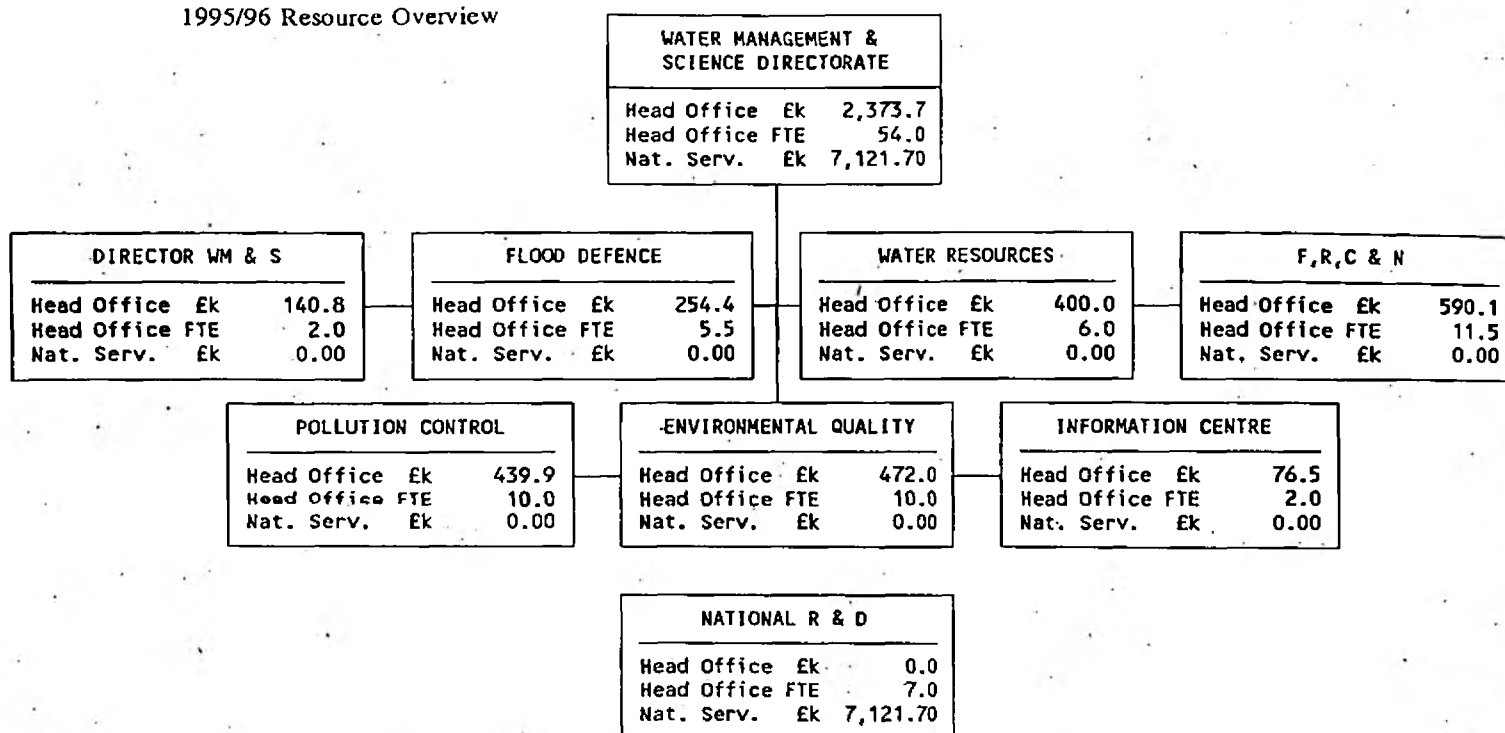 1995/96 Resource Overview
WATER MANAGEMENT &
SCIENCE DIRECTORATE
Head Office £k 2,373.7
Head Office FTE 54.0
Nat. Serv. £k 7,121.70
DIRECTOR WM & S
Head Office £k 140.8
Head Office FTE 2.0
Nat. Serv. £k 0.00
FLOOD DEFENCE
Head Office £k 254.4
Head Office FTE 5.5
Nat. Serv. £k 0.00
WATER RESOURCES
Head Office £k 400.0
Head Office FTE 6.0
Nat. Serv. £k 0.00
F,R,C & N
Head Office £k 590.1
Head Office FTE 11.5
Nat. Serv. £k 0.00
POLLUTION CONTROL
Head Office £k 439.9
Head Office FTE 10.0
Nat. Serv. £k 0.00
ENVIRONMENTAL QUALITY
Head Office £k 472.0
Head Office FTE 10.0
Nat. Serv. £k 0.00
INFORMATION CENTRE
Head Office £k 76.5
Head Office FTE 2.0
Nat. Serv. £k 0.00
NATIONAL R & D
Head Office £k 0.0
Head Office FTE 7.0
Nat. Serv. £k 7,121.70